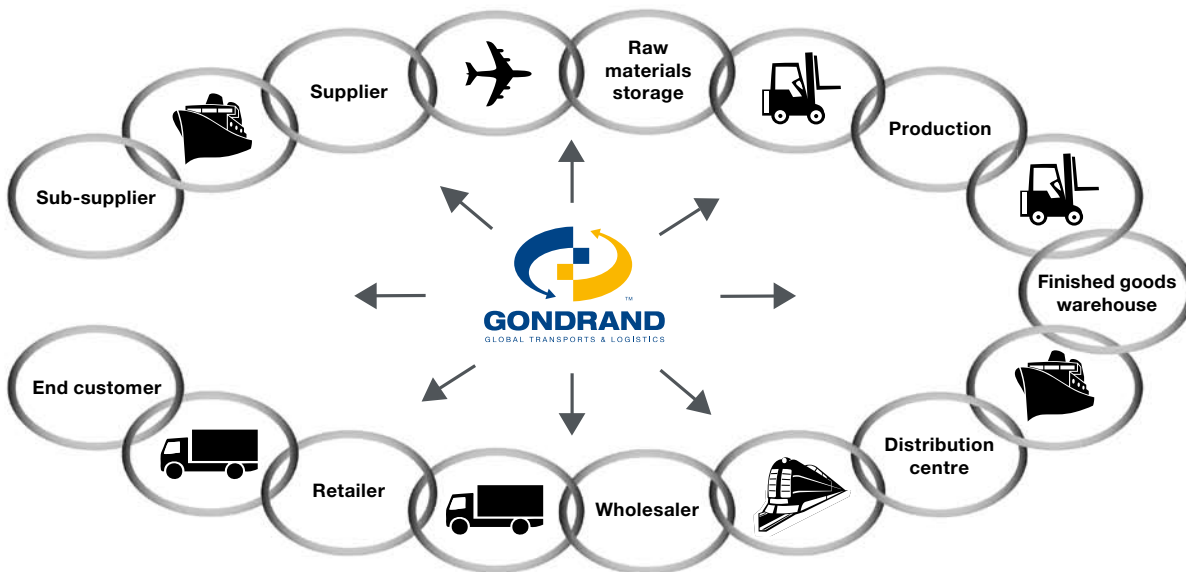 Sub-supplier
Supplier
Raw
materials
storage
Production
Finished goods
warehouse
Distribution
centre
Wholesaler
Retailer
End customer
™
GONDRAND
GLOBAL TRANSPORTS & LOGISTICS